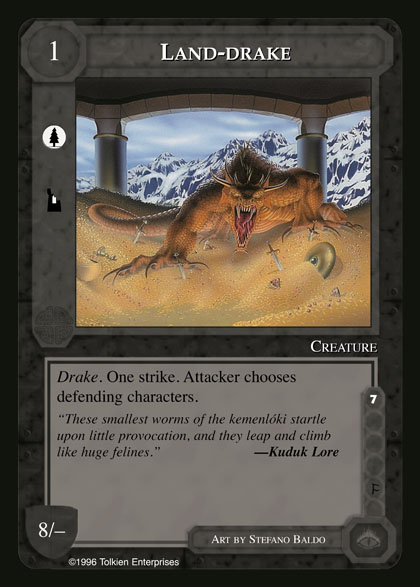 1
LAND-DRAKE
CREATURE
Drake. One strike. Attacker chooses
defending characters.
7
“These smallest worms of the kemenlóki startle
upon little provocation, and they leap and climb
like huge felines.” —Kuduk Lore
8/–
ART BY STEFANO BALDO
©1996 Tolkien Enterprises